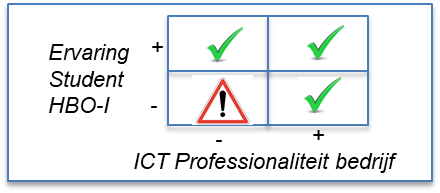 Ervaring
Student
HBO-I
+
-
-
+
ICT Professionaliteit bedrijf